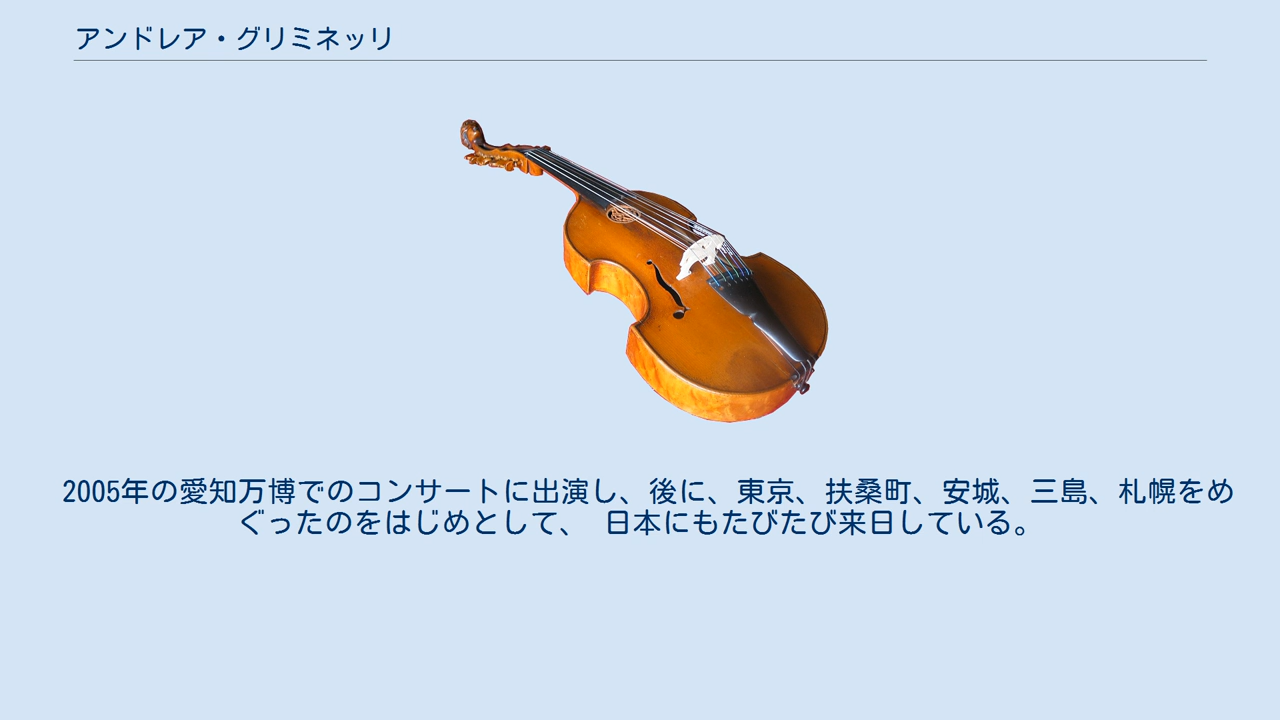 アンドレア・グリミネッリ
2005年の愛知万博でのコンサートに出演し、後に、東京、扶桑町、安城、三島、札幌をめ
ぐったのをはじめとして、 日本にもたびたび来日している。